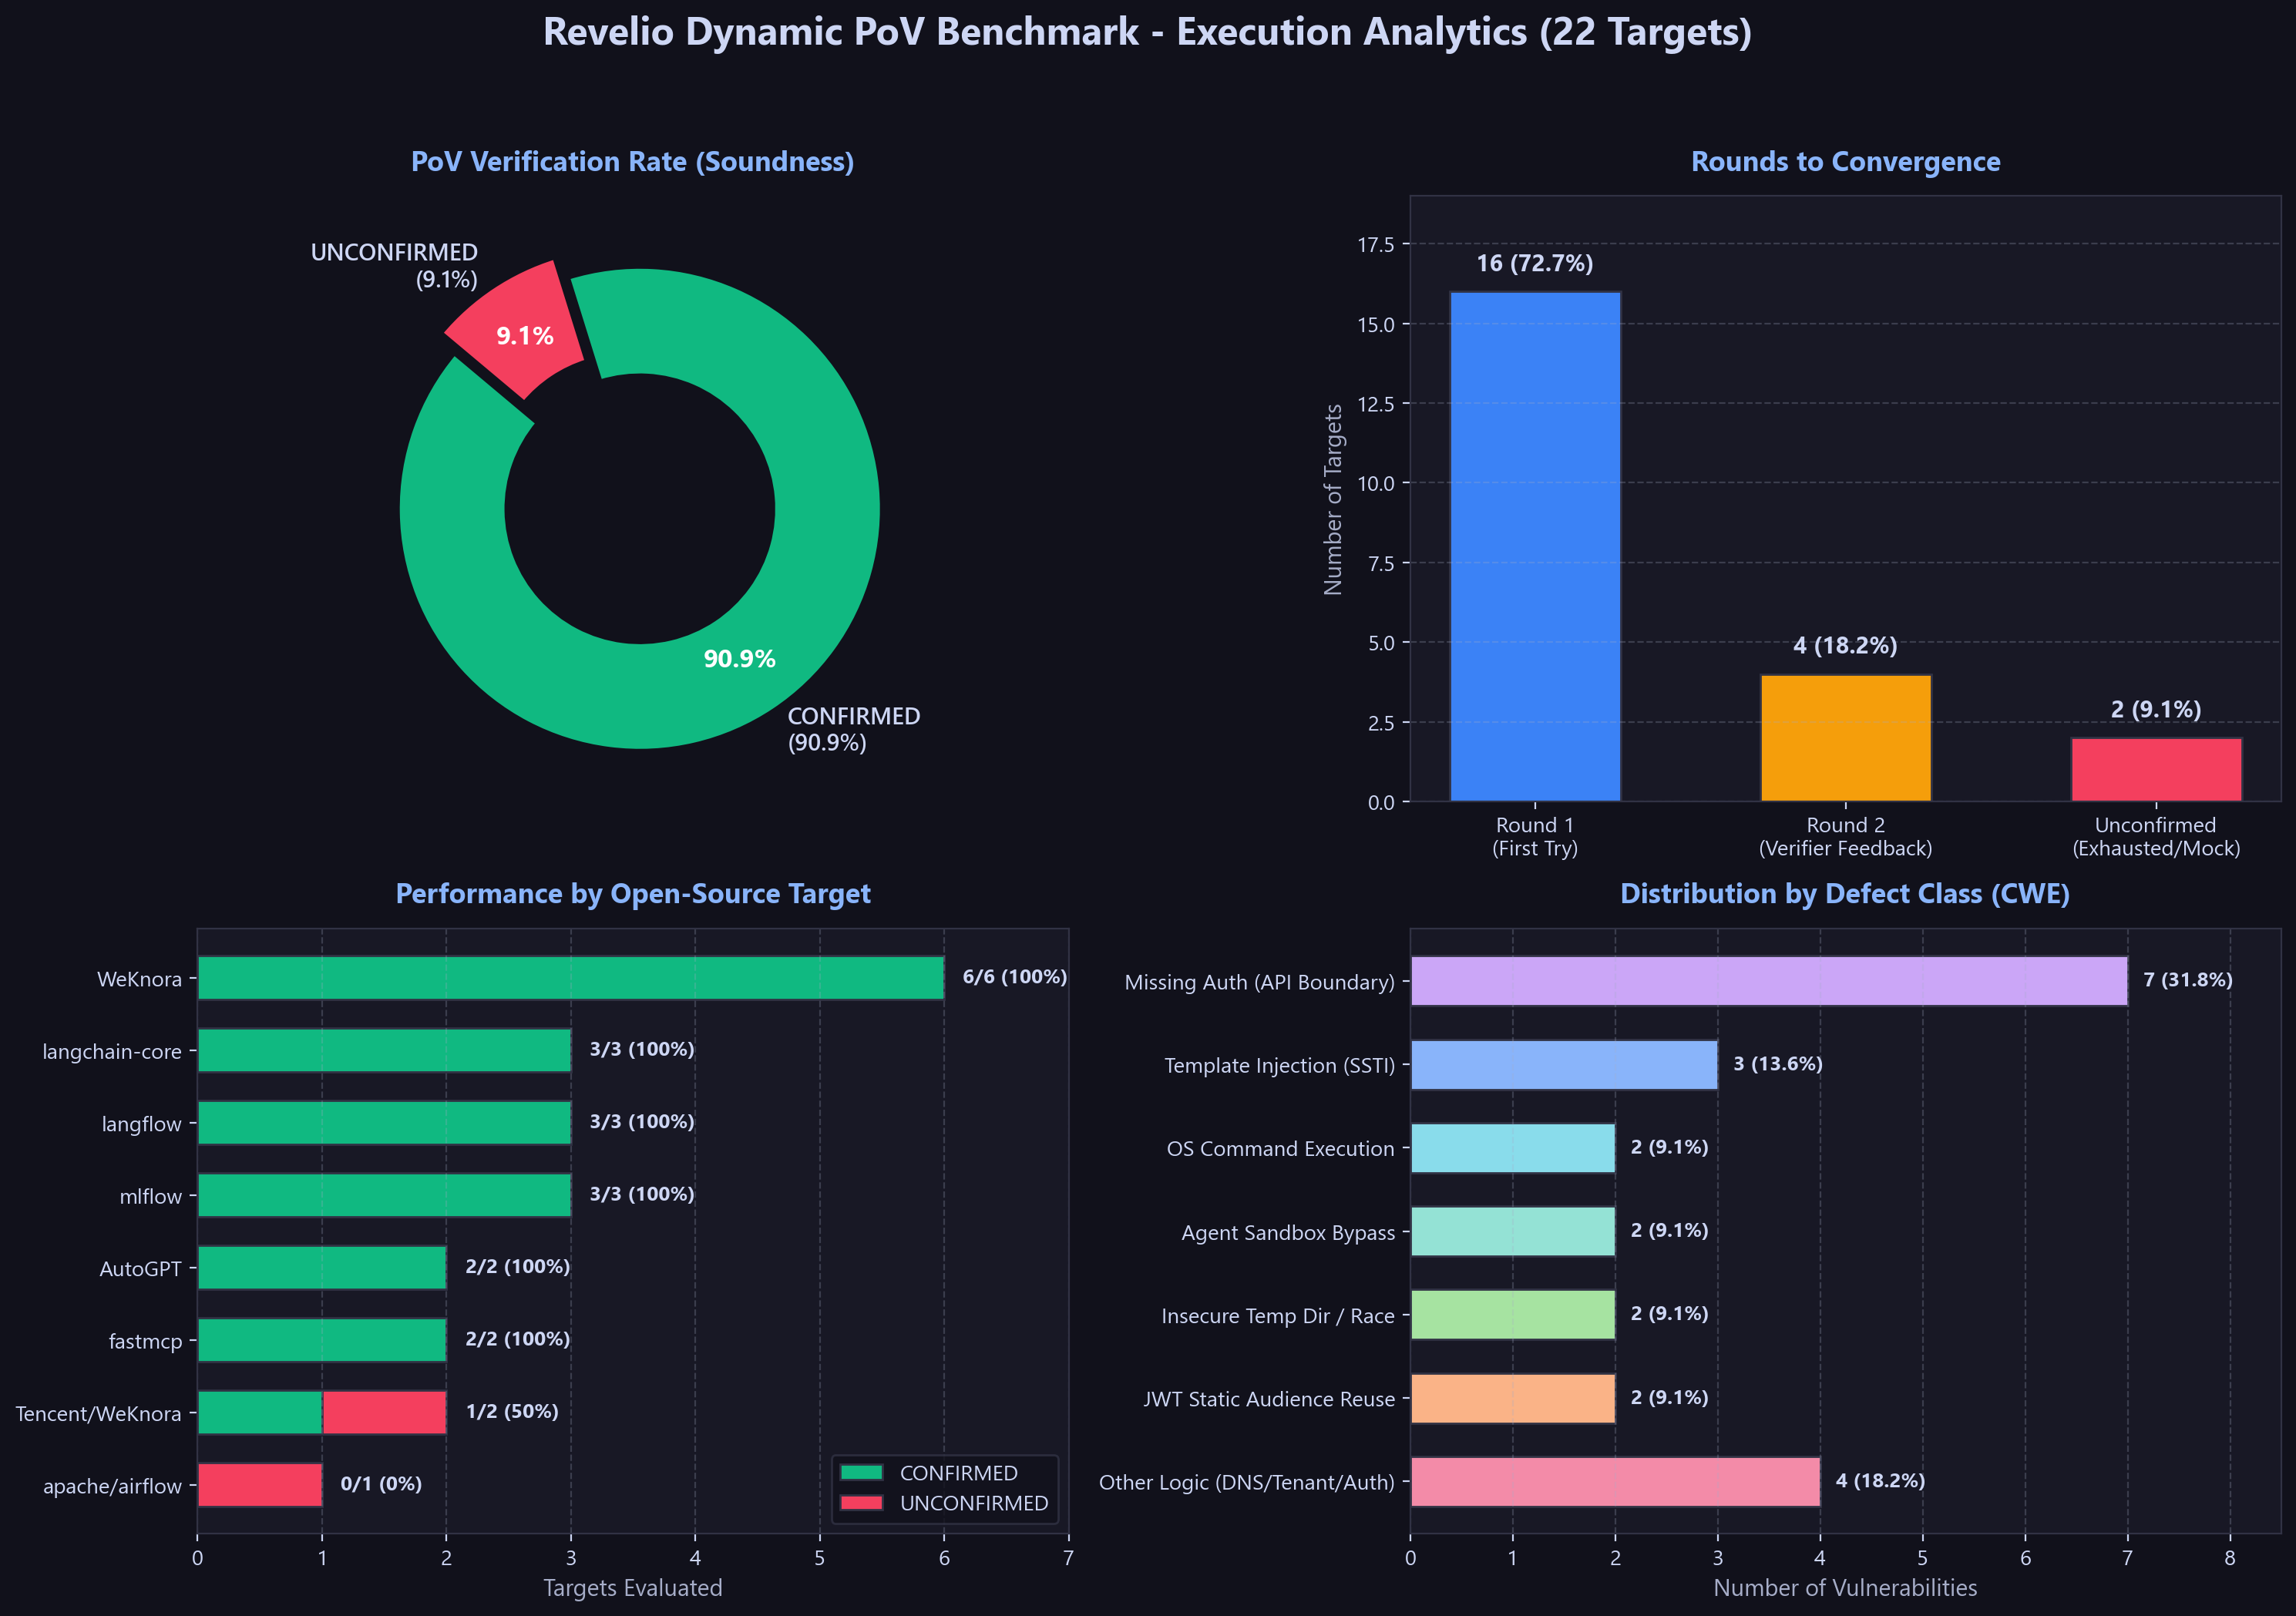 Revelio Dynamic PoV Benchmark - Execution Analytics (22 Targets)
PoV Verification Rate (Soundness)
UNCONFIRMED
(9.1%)
9.1%
90.9%
CONFIRMED
(90.9%)
Rounds to Convergence
Number of Targets
17.5
15.0
12.5
10.0
7.5
5.0
2.5
0.0
16 (72.7%)
4 (18.2%)
2 (9.1%)
Round 1
(First Try)
Round 2
(Verifier Feedback)
Unconfirmed
(Exhausted/Mock)
Performance by Open-Source Target
WeKnora
6/6 (100%)
langchain-core
3/3 (100%)
langflow
3/3 (100%)
mlflow
3/3 (100%)
AutoGPT
2/2 (100%)
fastmcp
2/2 (100%)
Tencent/WeKnora
1/2 (50%)
apache/airflow
0/1 (0%)
CONFIRMED
UNCONFIRMED
0 1 2 3 4 5 6 7
Targets Evaluated
Distribution by Defect Class (CWE)
Missing Auth (API Boundary)
7 (31.8%)
Template Injection (SSTI)
3 (13.6%)
OS Command Execution
2 (9.1%)
Agent Sandbox Bypass
2 (9.1%)
Insecure Temp Dir / Race
2 (9.1%)
JWT Static Audience Reuse
2 (9.1%)
Other Logic (DNS/Tenant/Auth)
4 (18.2%)
0 1 2 3 4 5 6 7 8
Number of Vulnerabilities